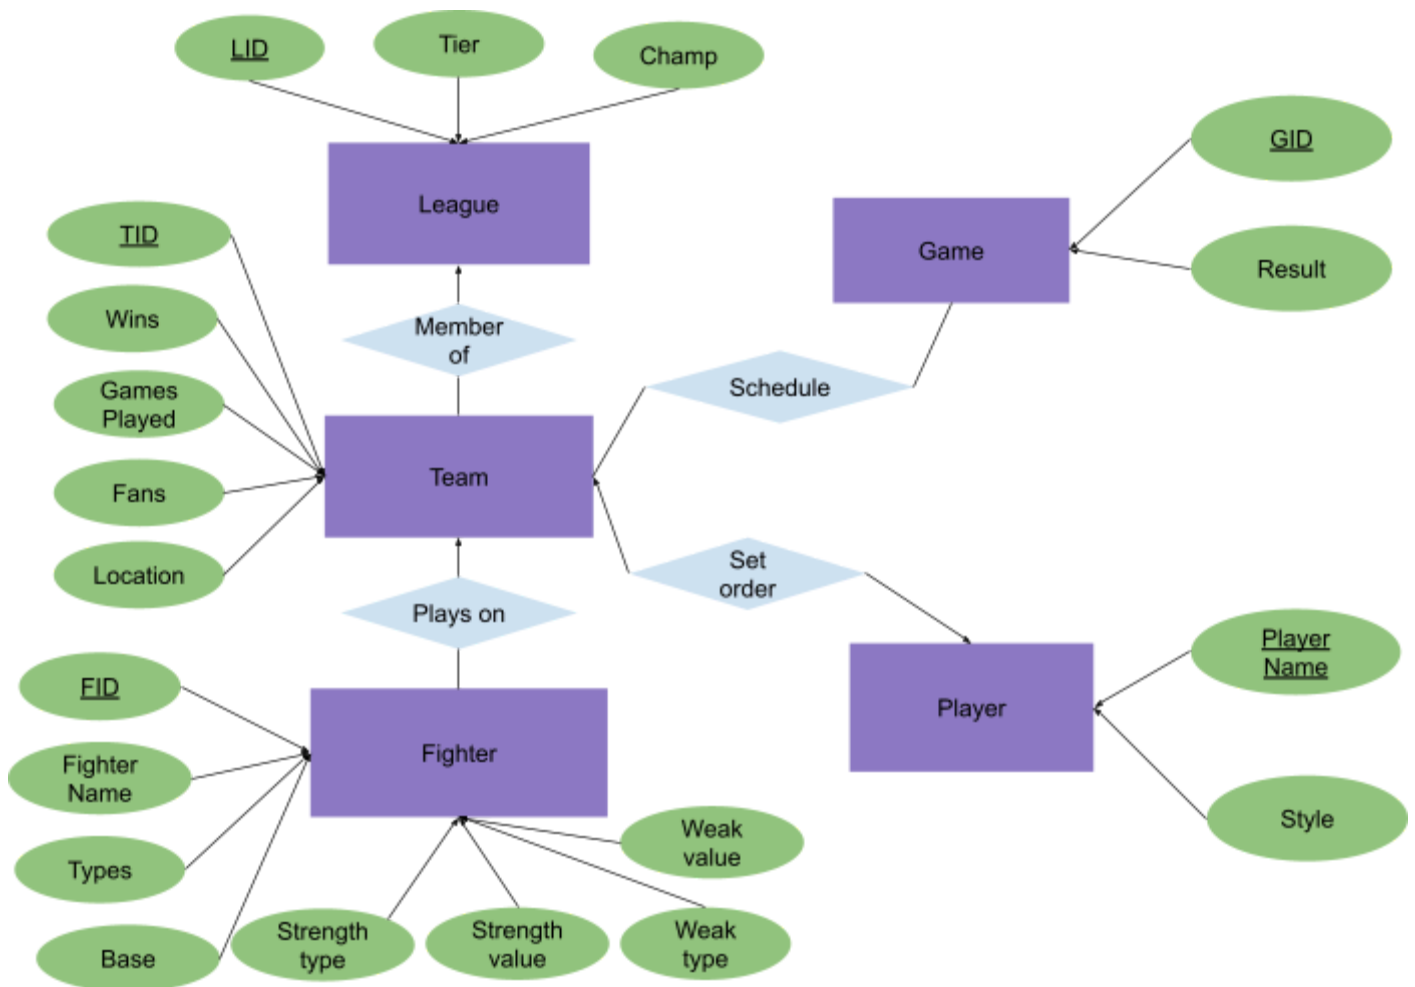 LID
Tier
Champ
League
GID
Game
Result
TID
Wins
Games
Played
Fans
Location
Member
of
Schedule
Team
Set
order
Plays on
Player
Player
Name
Style
FID
Fighter
Name
Types
Base
Fighter
Weak
value
Strength
type
Strength
value
Weak
type